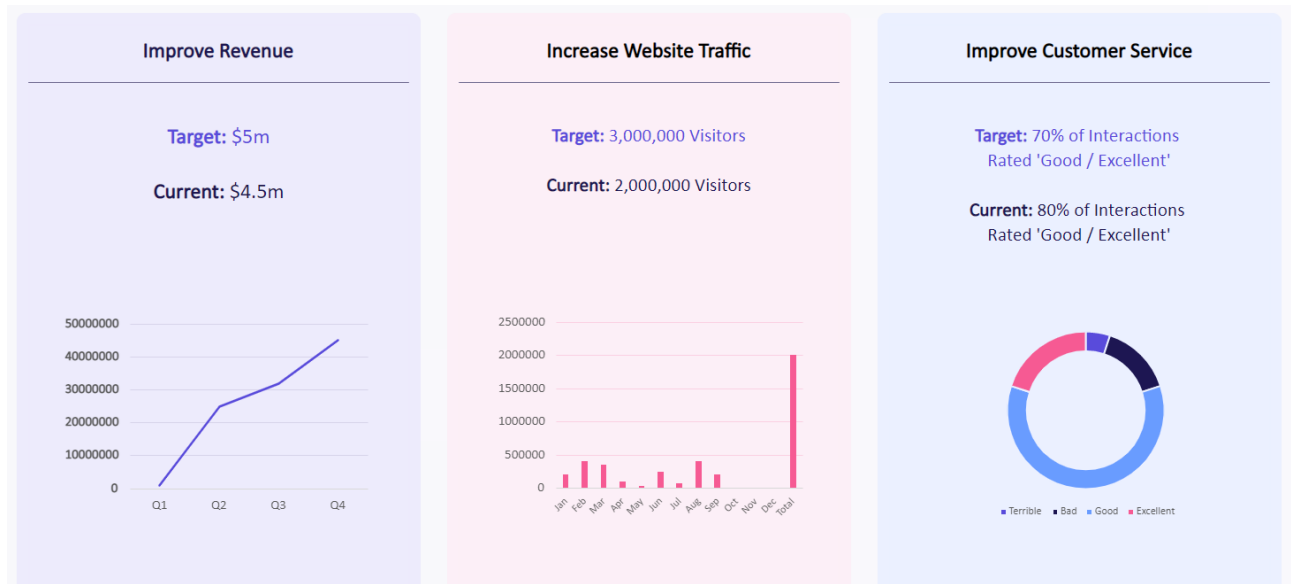 Improve Revenue
Target: $5m
Current: $4.5m
50000000
40000000
30000000
20000000
10000000
0
Q1 Q2 Q3 Q4
Increase Website Traffic
Target: 3,000,000 Visitors
Current: 2,000,000 Visitors
2500000
2000000
1500000
1000000
500000
0
Jan Feb Mar Apr May Jun Jul Aug Sep Oct Nov Dec Total
Improve Customer Service
Target: 70% of Interactions
Rated 'Good / Excellent'
Current: 80% of Interactions
Rated 'Good / Excellent'
Terrible Bad Good Excellent